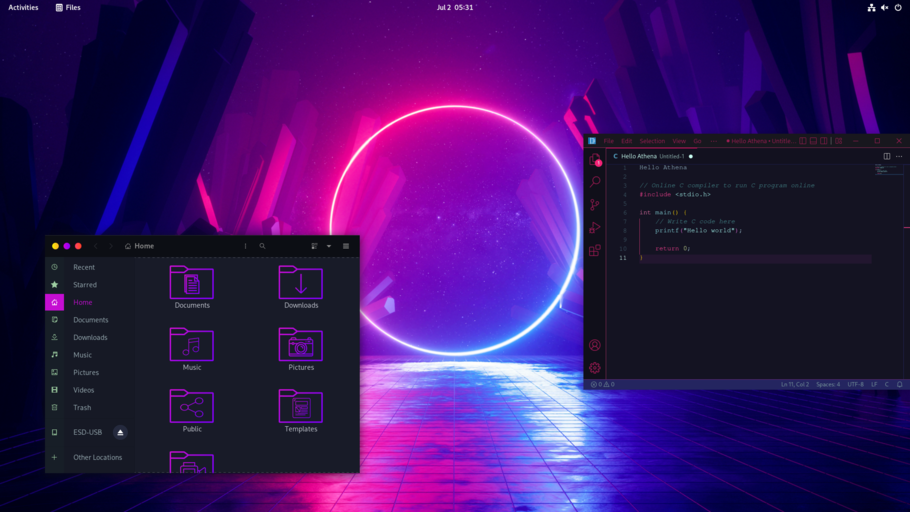 Activities
Files
Jul 2 05:31
Home
Recent
Starred
Home
Documents
Downloads
Music
Pictures
Videos
Trash
ESD-USB
Other Locations
Documents
Downloads
Music
Pictures
Public
Templates
File Edit Selection View Go ···
Hello Athena • Untitle...
C Hello Athena Untitled-1
1 Hello Athena
2
3 // Online C compiler to run C program online
4 #include <stdio.h>
5
6 int main() {
7 // Write C code here
8 printf("Hello world");
9
10 return 0;
11 }
0 0
Ln 11, Col 2 Spaces: 4 UTF-8 LF C